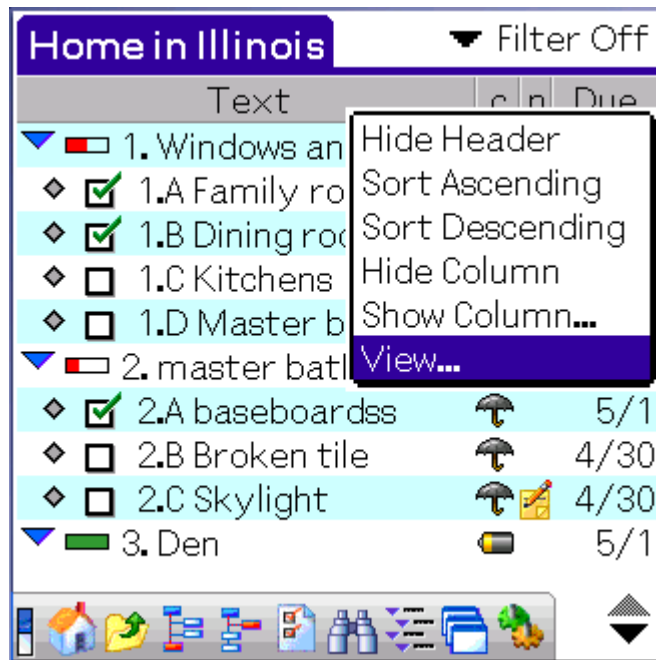 Home in Illinois
Filter Off
Text c n Due
1. Windows an
1.A Family ro
1.B Dining roo
1.C Kitchens
1.D Master b
2. master bath
2.A baseboardss 5/1
2.B Broken tile 4/30
2.C Skylight 4/30
3. Den 5/1
Hide Header
Sort Ascending
Sort Descending
Hide Column
Show Column...
View...